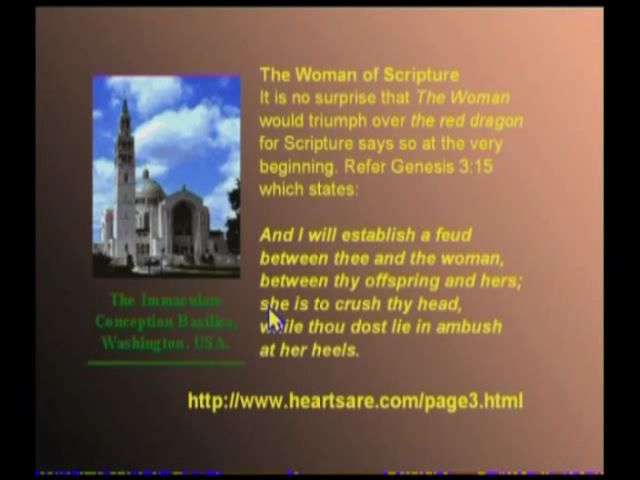 The Woman of Scripture
It is no surprise that The Woman
would triumph over the red dragon
for Scripture says so at the very
beginning. Refer Genesis 3:15
which states:
And I will establish a feud
between thee and the woman,
between thy offspring and hers;
she is to crush thy head,
while thou dost lie in ambush
at her heels.
The Immaculate
Conception Basilica,
Washington. USA.
http://www.heartsare.com/page3.html